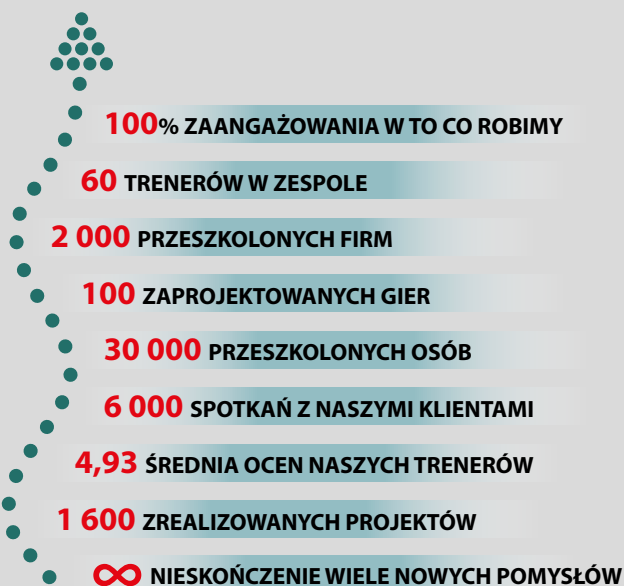 100% ZAANGAŻOWANIA W TO CO ROBIMY
60 TRENERÓW W ZESPOLE
2 000 PRZESZKOLONYCH FIRM
100 ZAPROJEKTOWANYCH GIER
30 000 PRZESZKOLONYCH OSÓB
6 000 SPOTKAŃ Z NASZYMI KLIENTAMI
4,93 ŚREDNIA OCEN NASZYCH TRENERÓW
1 600 ZREALIZOWANYCH PROJEKTÓW
∞ NIESKOŃCZENIE WIELE NOWYCH POMYSŁÓW